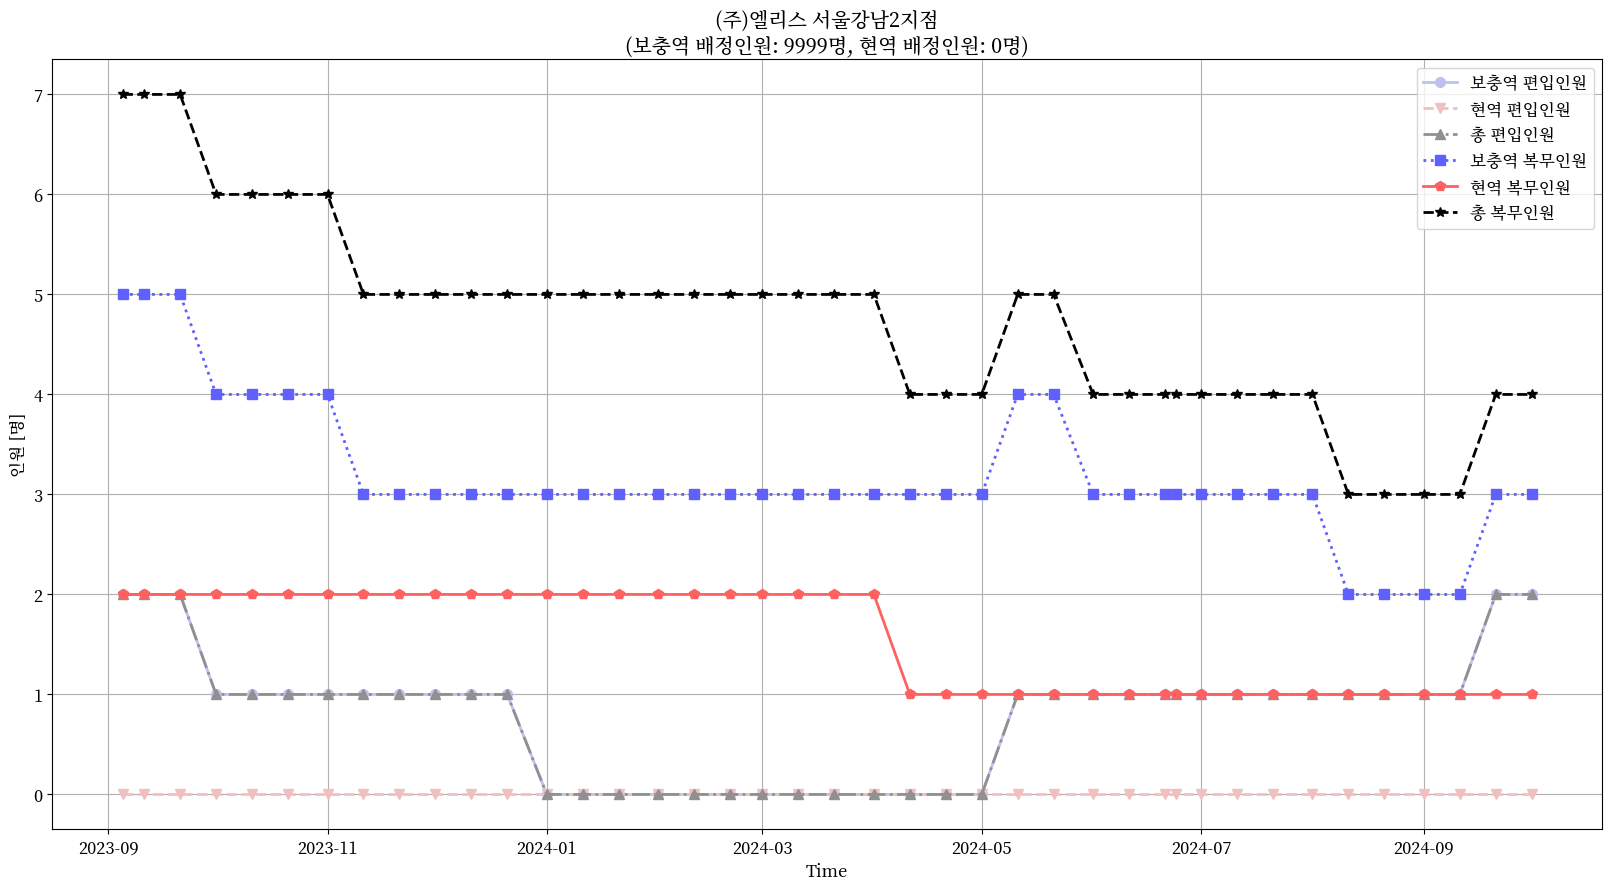 (주)엘리스 서울강남2지점
(보충역 배정인원: 9999명, 현역 배정인원: 0명)
보충역 편입인원
현역 편입인원
총 편입인원
보충역 복무인원
현역 복무인원
총 복무인원
인원 [명]
7
6
5
4
3
2
1
0
2023-09
2023-11
2024-01
2024-03
2024-05
2024-07
2024-09
Time